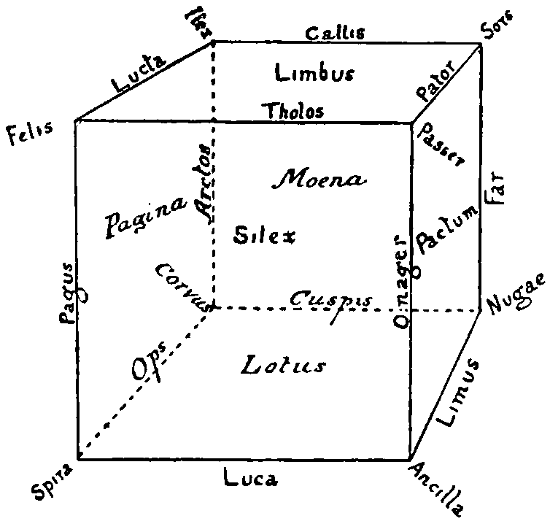 Ilex
Sors
Callis
Lucta
Limbus
Pator
Felis
Tholos
Passer
Arctos
Moena
Far
Pagina
Silex
Pactum
Pagus
Corvus
Cuspis
Onager
Nugae
Ops
Lotus
Limus
Spira
Luca
Ancilla